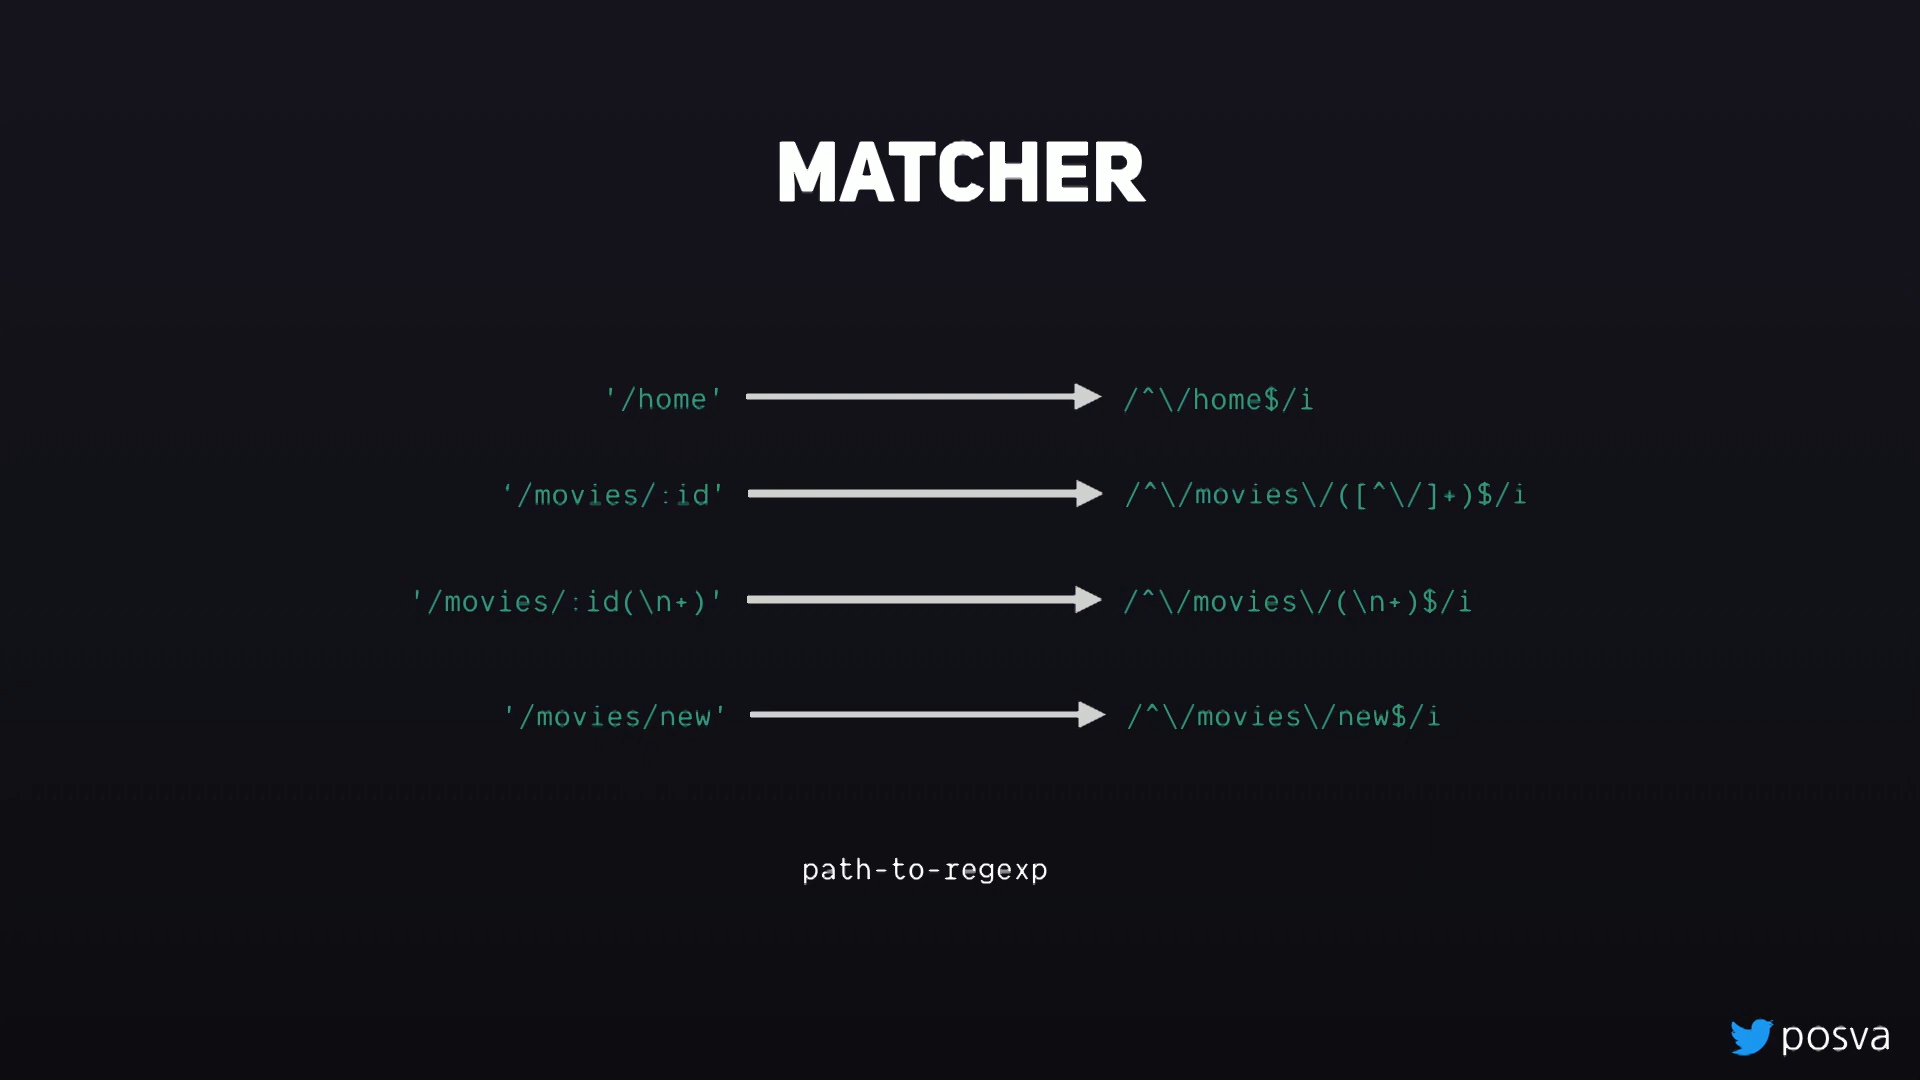 MATCHER
'/home' /^\/home$/i
‘/movies/:id' /^\/movies\/([^\/]+)$/i
'/movies/:id(\n+)' /^\/movies\/(\n+)$/i
'/movies/new' /^\/movies\/new$/i
path-to-regexp
posva